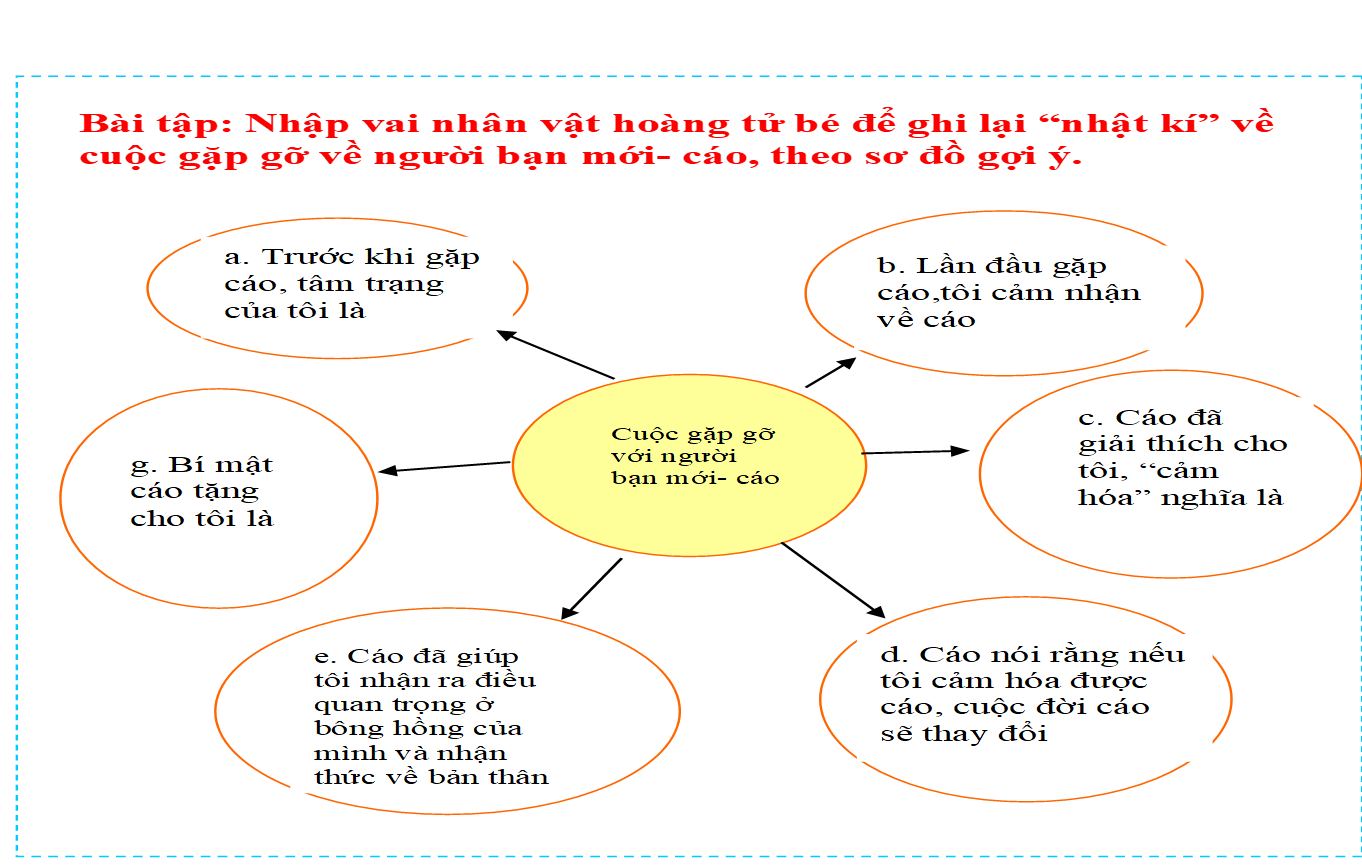 Bài tập: Nhập vai nhân vật hoàng tử bé để ghi lại “nhật kí” về
cuộc gặp gỡ về người bạn mới- cáo, theo sơ đồ gợi ý.
a. Trước khi gặp
cáo, tâm trạng
của tôi là
b. Lần đầu gặp
cáo,tôi cảm nhận
về cáo
c. Cáo đã
giải thích cho
tôi, “cảm
hóa” nghĩa là
Cuộc gặp gỡ
với người
bạn mới- cáo
g. Bí mật
cáo tặng
cho tôi là
d. Cáo nói rằng nếu
tôi cảm hóa được
cáo, cuộc đời cáo
sẽ thay đổi
e. Cáo đã giúp
tôi nhận ra điều
quan trọng ở
bông hồng của
mình và nhận
thức về bản thân